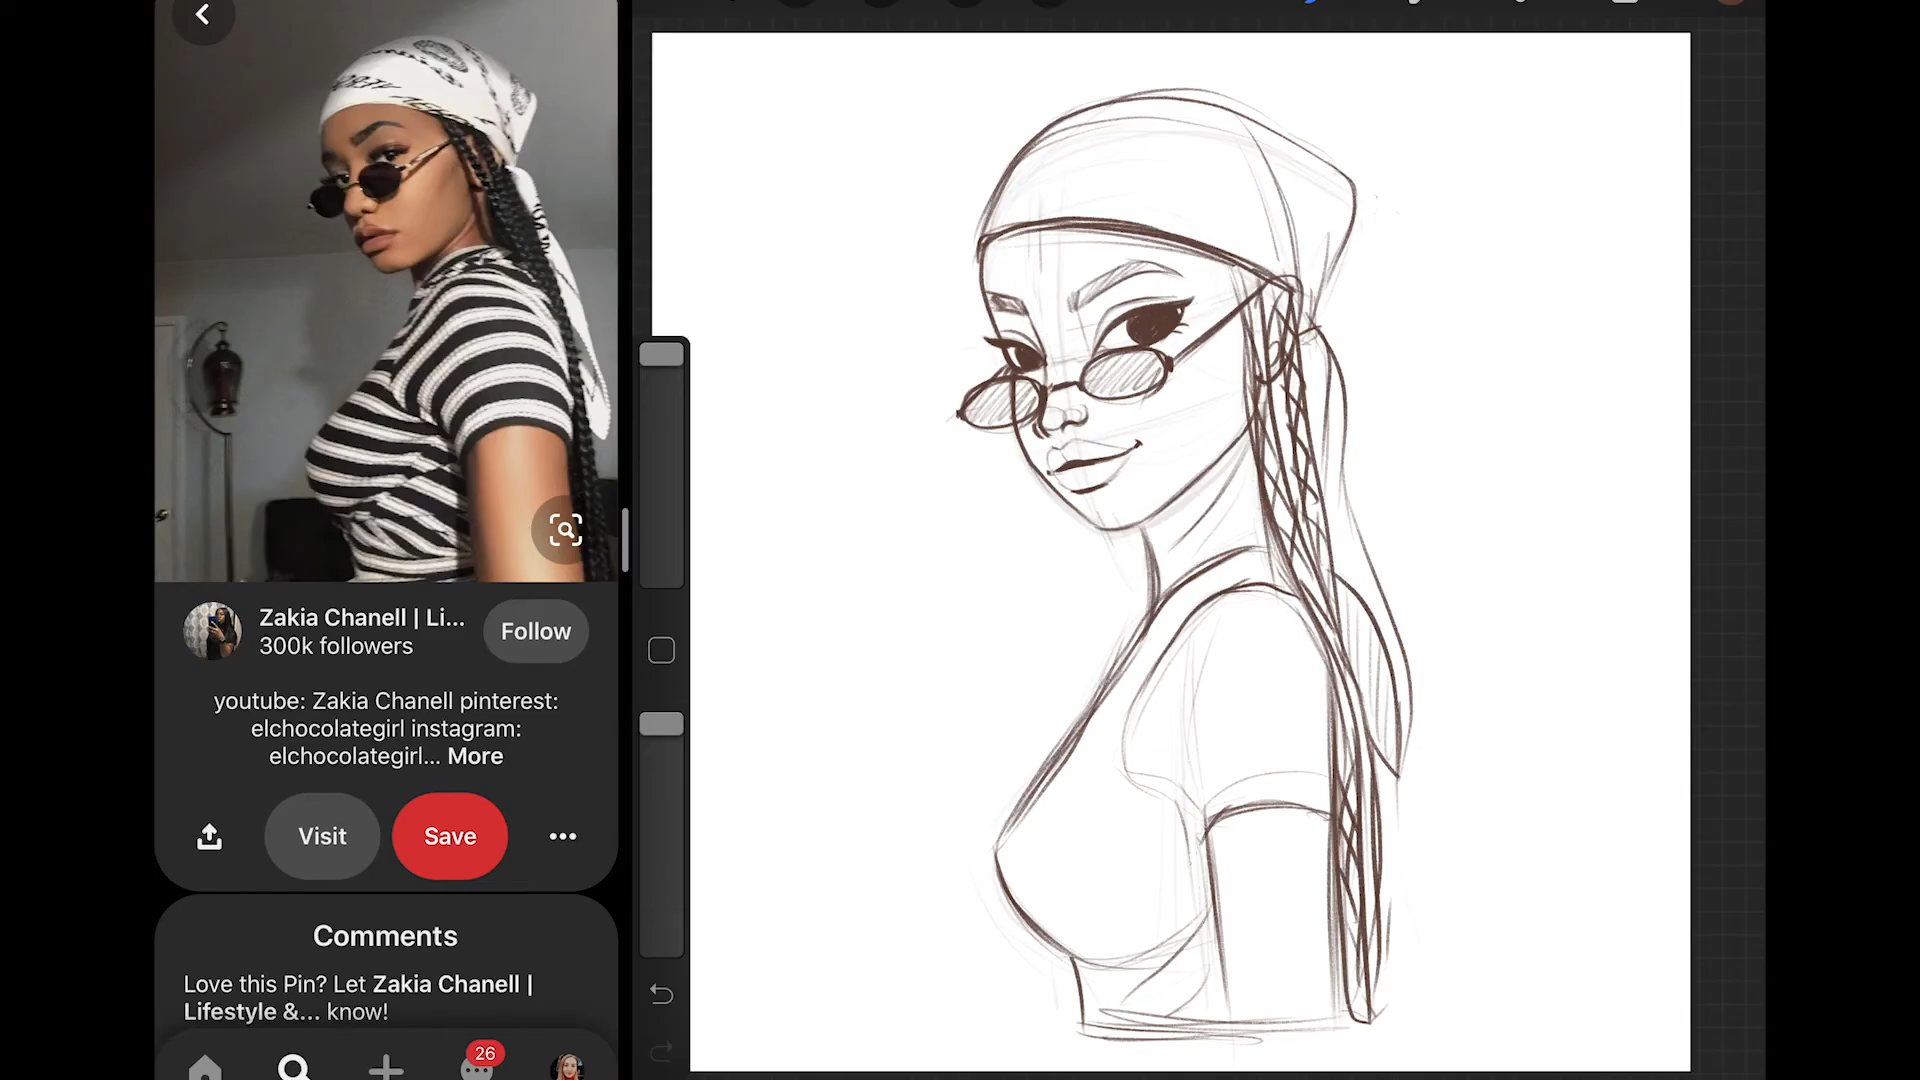 Zakia Chanell | Li...
300k followers
Follow
youtube: Zakia Chanell pinterest:
elchocolategirl instagram:
elchocolategirl... More
Visit
Save
Comments
Love this Pin? Let Zakia Chanell |
Lifestyle &... know!
26